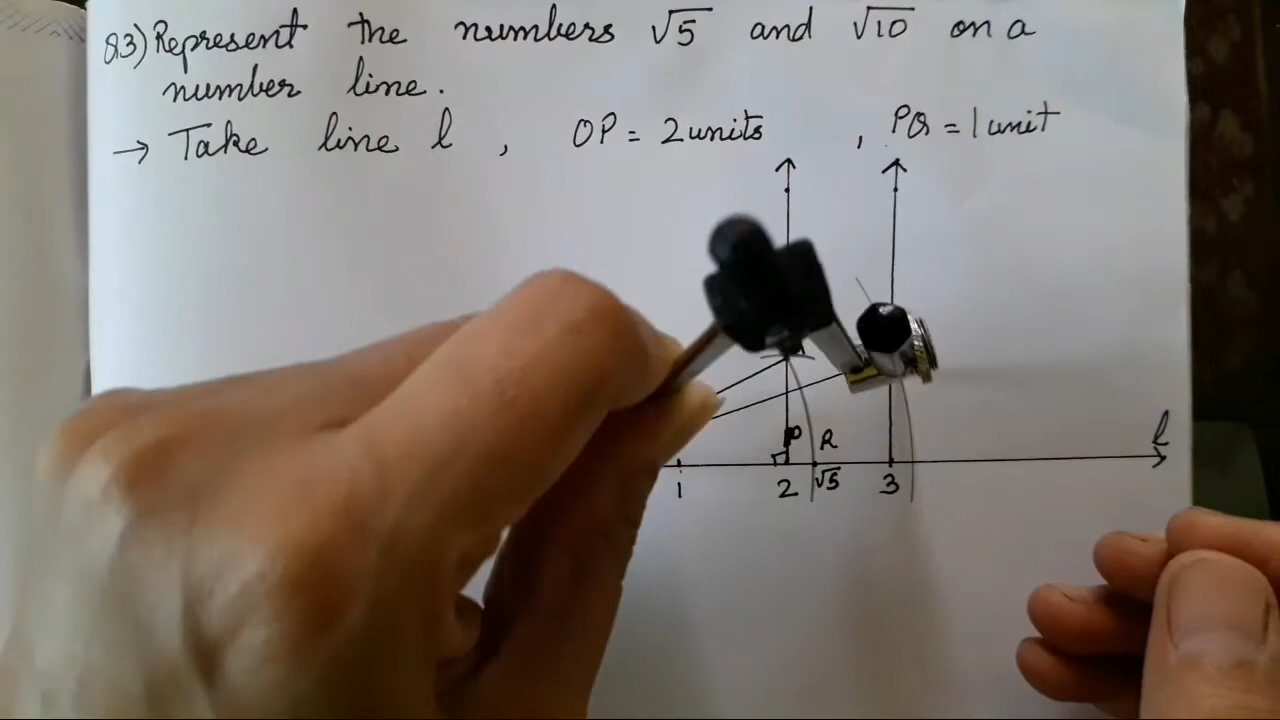 Q.3) Represent the numbers √5 and √10 on a
number line.
→ Take line l , OP = 2 units , PQ = 1 unit
P R l
1 2 √5 3